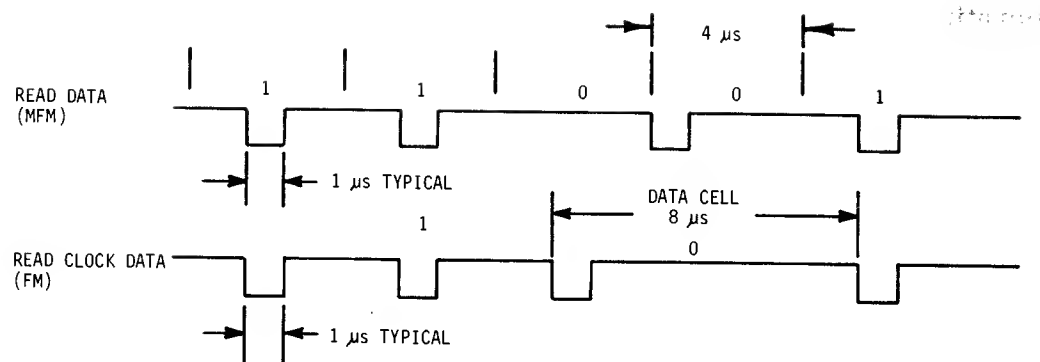 4 µs
1 1 0 0 1
READ DATA
(MFM)
1 µs TYPICAL
DATA CELL
8 µs
1 0
READ CLOCK DATA
(FM)
1 µs TYPICAL